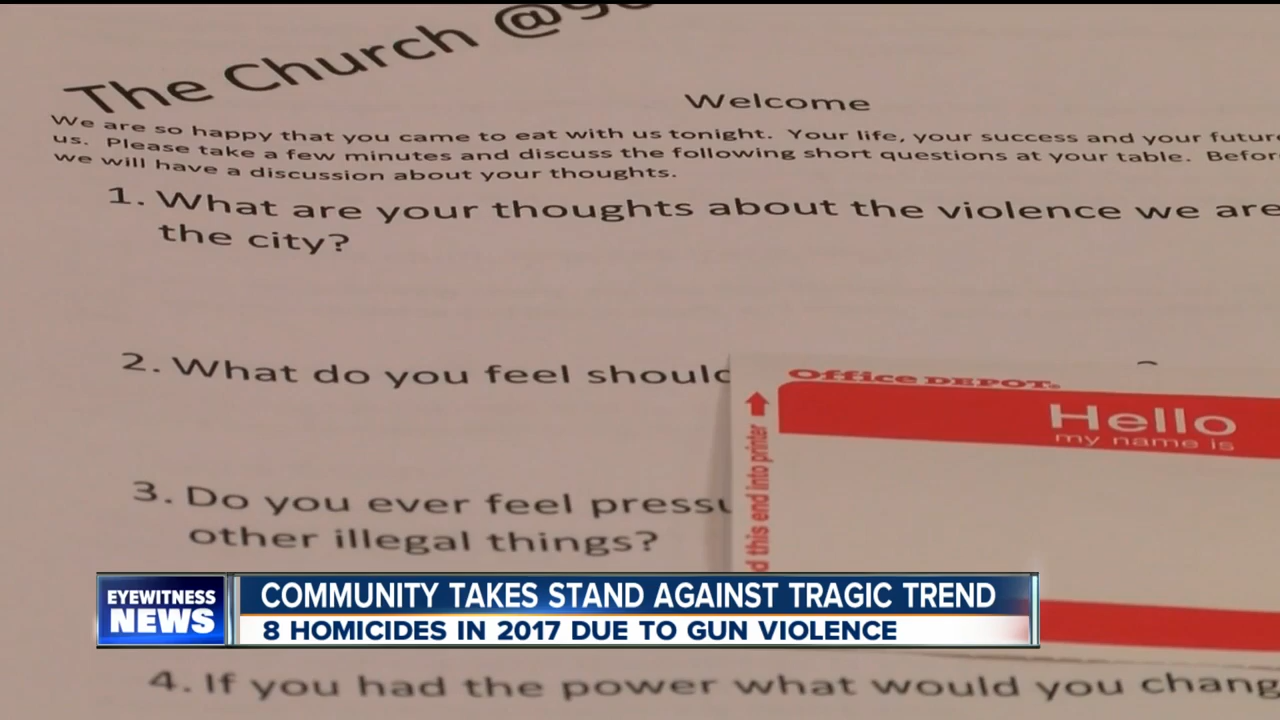 The Church @
Welcome
We are so happy that you came to eat with us tonight. Your life, your success and your
us. Please take a few minutes and discuss the following short questions at your table.
we will have a discussion about your thoughts.
1. What are your thoughts about the violence we are
the city?
2. What do you feel
3. Do you ever feel
other illegal things?
4. If you had the power what would you
Office DEPOT
Hello
my name is
this end into printer
EYEWITNESS
NEWS
COMMUNITY TAKES STAND AGAINST TRAGIC TREND
8 HOMICIDES IN 2017 DUE TO GUN VIOLENCE